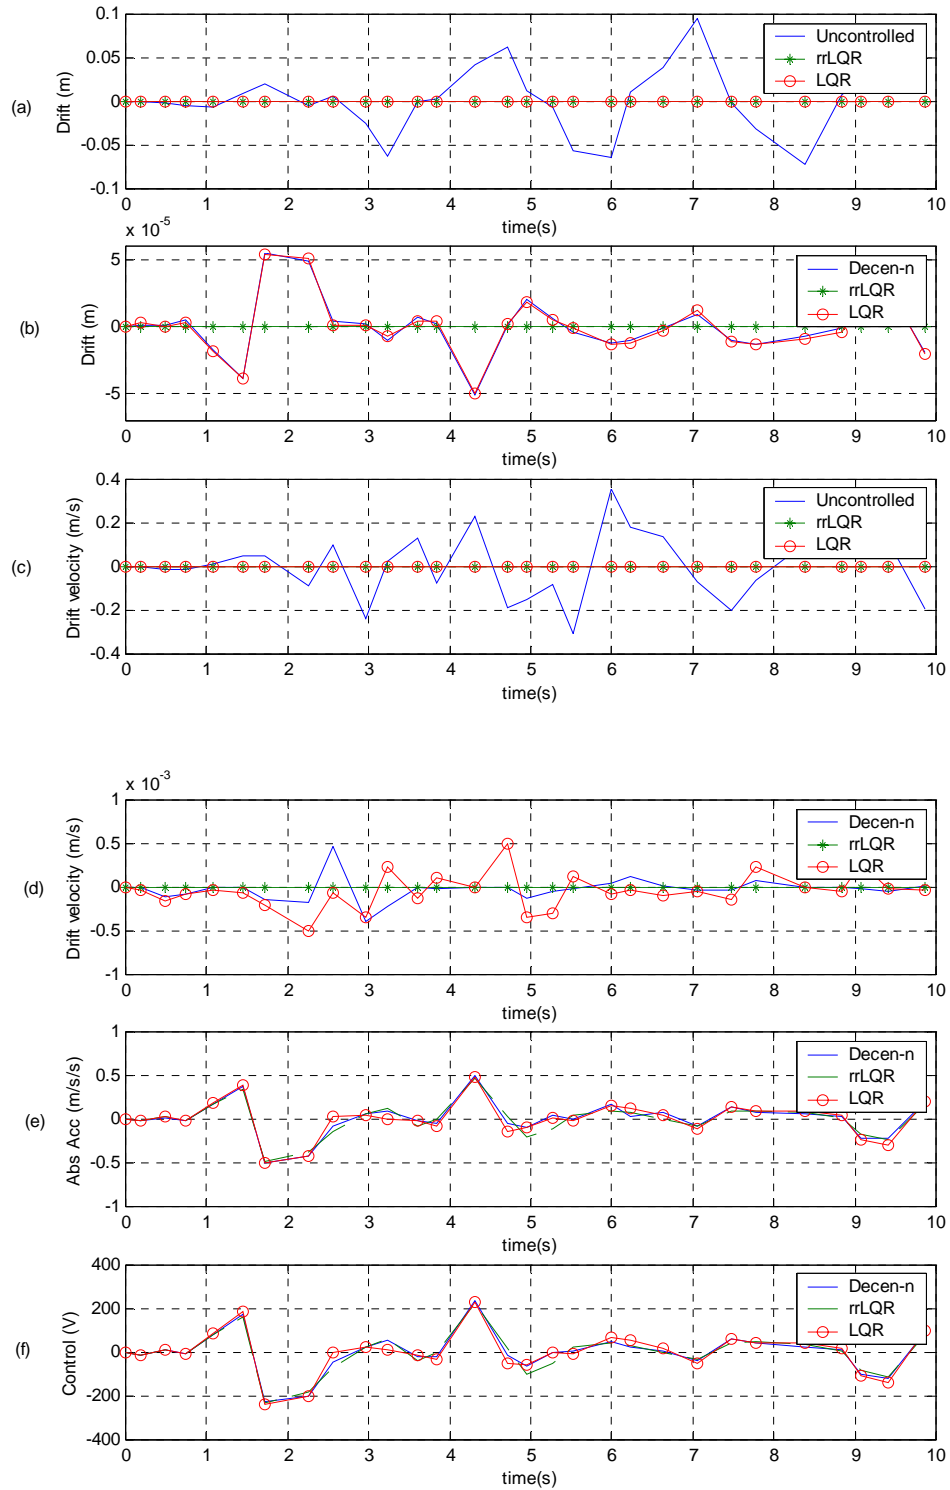 0.1
0.05
0
-0.05
-0.1
Drift (m)
(a)
Uncontrolled
rrLQR
LQR
0 1 2 3 4 5 6 7 8 9 10
time(s)
x 10^-5
5
0
-5
Drift (m)
(b)
Decen-n
rrLQR
LQR
0 1 2 3 4 5 6 7 8 9 10
time(s)
0.4
0.2
0
-0.2
-0.4
Drift velocity (m/s)
(c)
Uncontrolled
rrLQR
LQR
0 1 2 3 4 5 6 7 8 9 10
time(s)
x 10^-3
1
0.5
0
-0.5
-1
Drift velocity (m/s)
(d)
Decen-n
rrLQR
LQR
0 1 2 3 4 5 6 7 8 9 10
time(s)
1
0.5
0
-0.5
-1
Abs Acc (m/s/s)
(e)
Decen-n
rrLQR
LQR
0 1 2 3 4 5 6 7 8 9 10
time(s)
400
200
0
-200
-400
Control (V)
(f)
Decen-n
rrLQR
LQR
0 1 2 3 4 5 6 7 8 9 10
time(s)